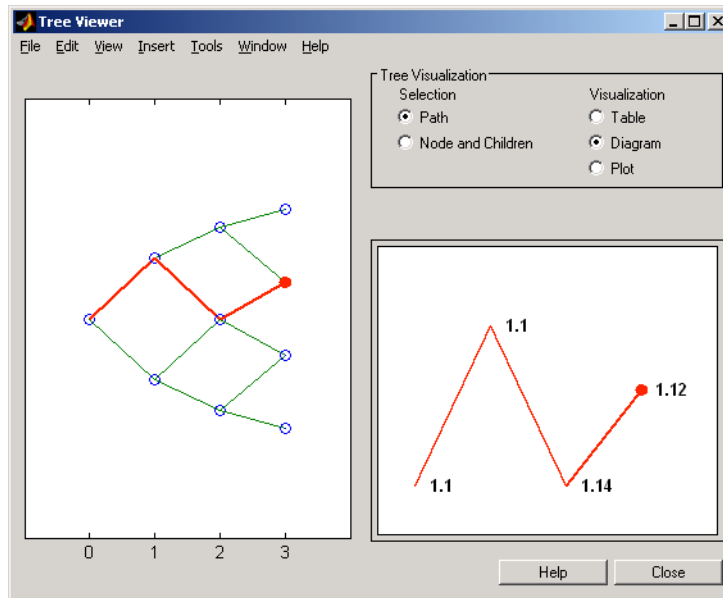 Tree Viewer
File Edit View Insert Tools Window Help
Tree Visualization
Selection
Path
Node and Children
Visualization
Table
Diagram
Plot
0 1 2 3
1.1
1.12
1.1
1.14
Help
Close